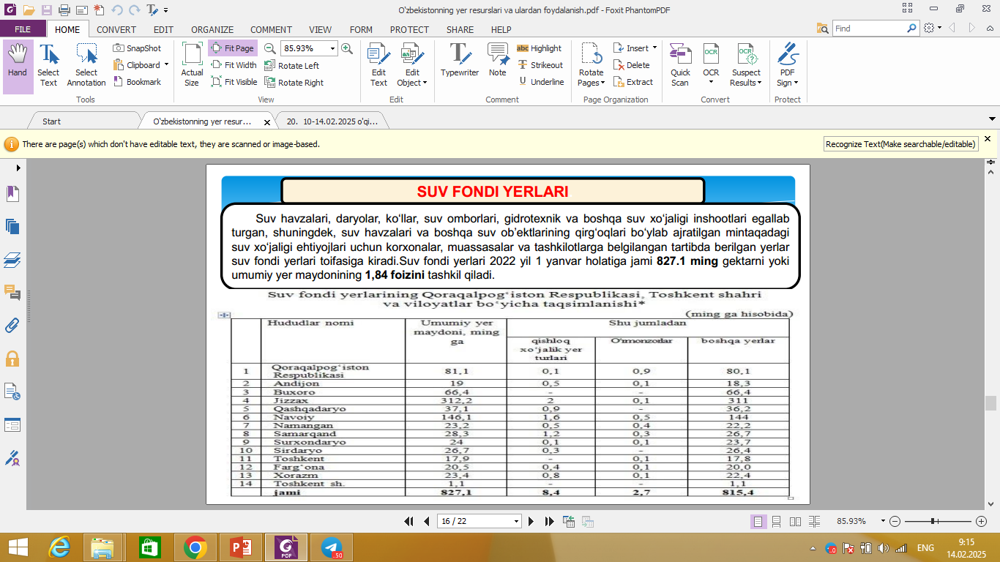 O'zbekistonning yer resurslari va ulardan foydalanish.pdf - Foxit PhantomPDF
FILE HOME CONVERT EDIT ORGANIZE COMMENT VIEW FORM PROTECT SHARE HELP Find
Hand
Select Text
Select Annotation
SnapShot
Clipboard
Bookmark
Tools
Actual Size
Fit Page
Fit Width
Fit Visible
85.93%
Rotate Left
Rotate Right
View
Edit Text
Edit Object
Edit
Typewriter
Note
abc Highlight
Strikeout
U Underline
Comment
Rotate Pages
Insert
Delete
Extract
Page Organization
Quick Scan
OCR
OCR
OCR
Suspect Results
Convert
PDF Sign
Protect
Start O'zbekistonning yer resur... 20. 10-14.02.2025 o'qi...
There are page(s) which don't have editable text, they are scanned or image-based. Recognize Text(Make searchable/editable)
SUV FONDI YERLARI
Suv havzalari, daryolar, ko‘llar, suv omborlari, gidrotexnik va boshqa suv xo‘jaligi inshootlari egallab
turgan, shuningdek, suv havzalari va boshqa suv ob’ektlarining qirg‘oqlari bo‘ylab ajratilgan mintaqadagi
suv xo‘jaligi ehtiyojlari uchun korxonalar, muassasalar va tashkilotlarga belgilangan tartibda berilgan yerlar
suv fondi yerlari toifasiga kiradi.Suv fondi yerlari 2022 yil 1 yanvar holatiga jami 827.1 ming gektarni yoki
umumiy yer maydonining 1,84 foizini tashkil qiladi.
Suv fondi yerlarining Qoraqalpog‘iston Respublikasi, Toshkent shahri
va viloyatlar bo‘yicha taqsimlanishi*
(ming ga hisobida)
Hududlar nomi
Umumiy yer maydoni, ming ga
Shu jumladan
qishloq xo‘jalik yer turlari
O‘rmonzorlar
boshqa yerlar
1 Qoraqalpog‘iston Respublikasi 81,1 0,1 0,9 80,1
2 Andijon 19 0,5 0,1 18,3
3 Buxoro 66,4 - - 66,4
4 Jizzax 312,2 2 0,1 311
5 Qashqadaryo 37,1 0,9 - 36,2
6 Navoiy 146,1 1,6 0,5 144
7 Namangan 23,2 0,5 0,4 22,2
8 Samarqand 28,3 1,2 0,3 26,7
9 Surxondaryo 24 0,1 0,1 23,7
10 Sirdaryo 26,7 0,3 - 26,4
11 Toshkent 17,9 - 0,1 17,8
12 Farg‘ona 20,5 0,4 0,1 20,0
13 Xorazm 23,4 0,8 0,1 22,4
14 Toshkent sh. 1,1 - - 1,1
jami 827,1 8,4 2,7 815,4
16 / 22
85.93%
PDF
.50
ENG
9:15
14.02.2025